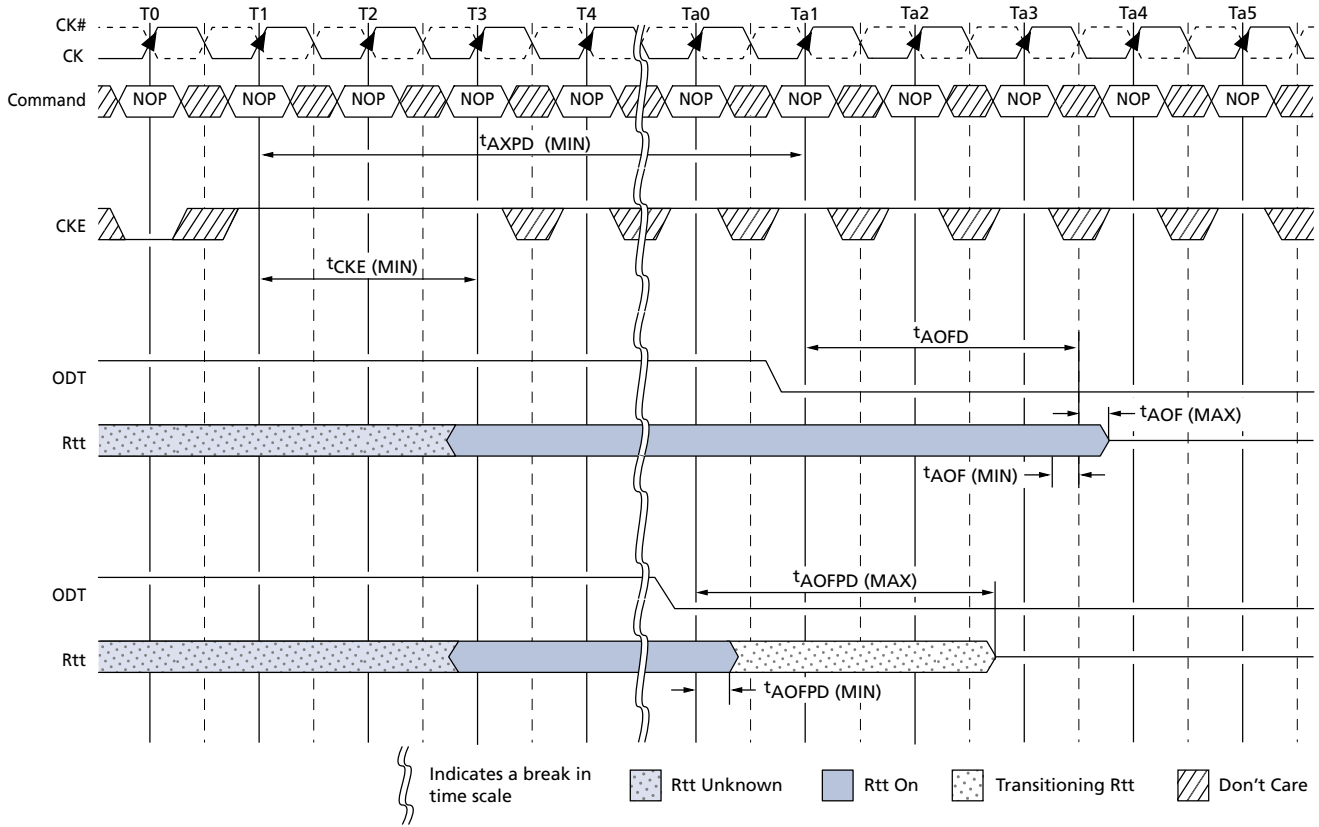 T0 T1 T2 T3 T4 Ta0 Ta1 Ta2 Ta3 Ta4 Ta5
CK#
CK
Command NOP NOP NOP NOP NOP NOP NOP NOP NOP NOP NOP
tAXPD (MIN)
CKE
tCKE (MIN)
tAOFD
ODT
tAOF (MAX)
Rtt
tAOF (MIN)
tAOFPD (MAX)
ODT
Rtt
tAOFPD (MIN)
Indicates a break in
time scale
Rtt Unknown
Rtt On
Transitioning Rtt
Don't Care